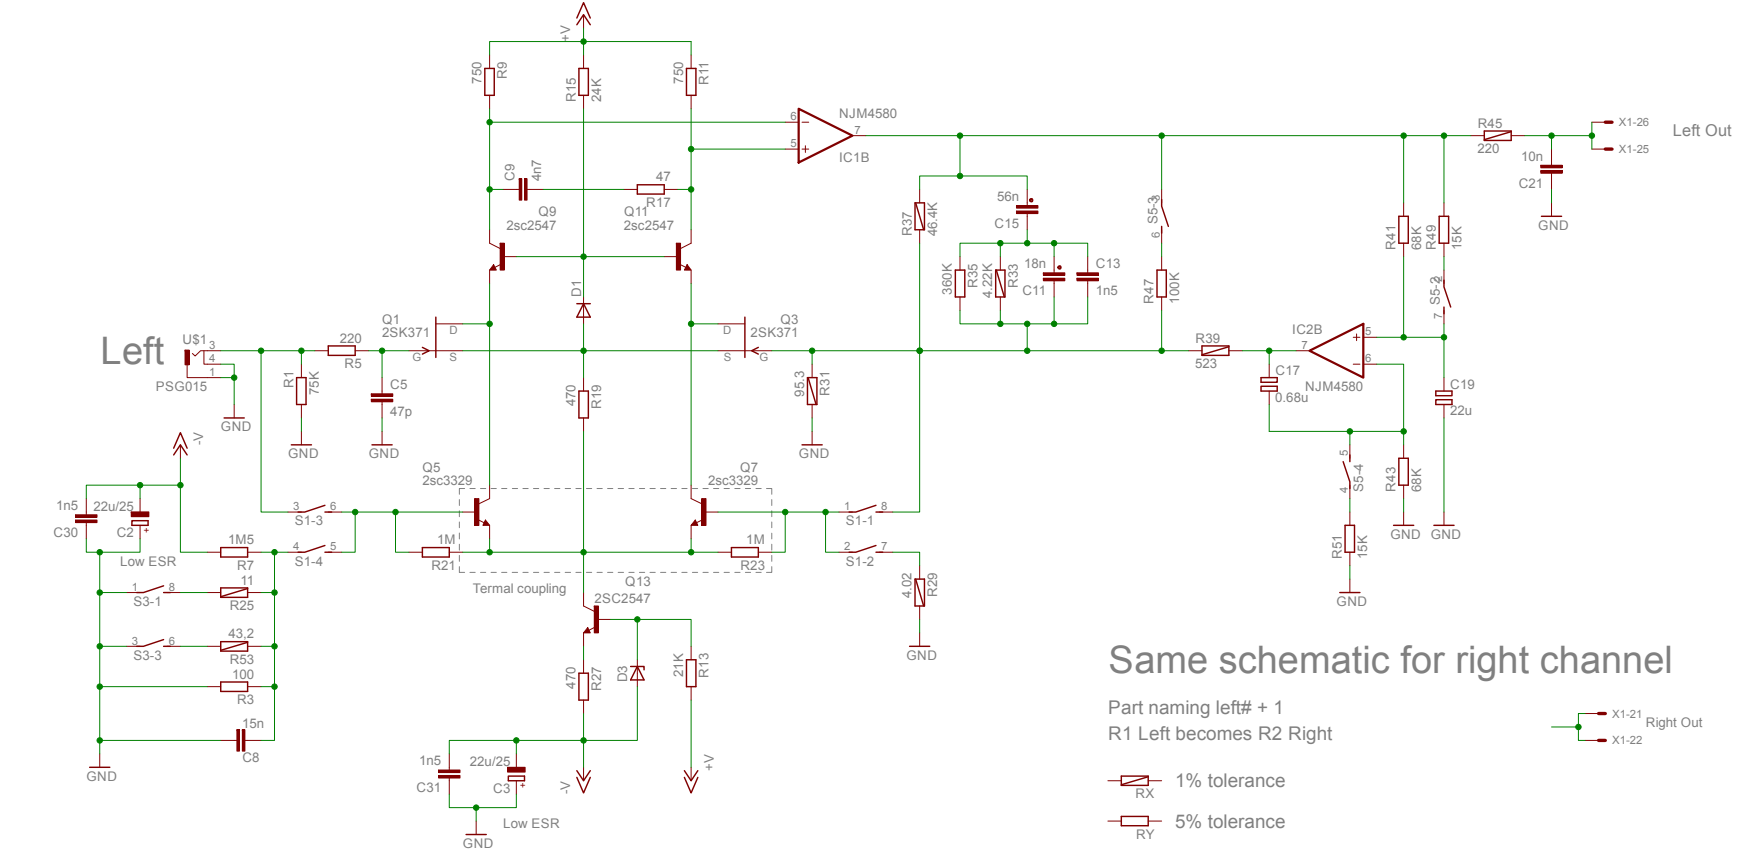 +V
750
R9
R15
24K
750
R11
6
5
7
NJM4580
IC1B
C9
4n7
47
R17
Q9
2sc2547
Q11
2sc2547
D1
Q1
2SK371
D
S
G
Q3
2SK371
D
S
G
Left
U$1
3
4
1
PSG015
220
R5
R1
75K
C5
47p
GND
GND
GND
470
R19
95.3
R31
GND
R37
46.4K
56n
C15
360K
R35
4.22K
R33
18n
C11
C13
1n5
S5-3
6
R47
100K
R41
68K
R49
15K
S5-2
7
R45
220
10n
C21
GND
X1-26
X1-25
Left Out
R39
523
IC2B
7
5
6
NJM4580
C17
0.68u
C19
22u
5
4
S5-4
R43
68K
R51
15K
GND
GND
GND
-V
1n5
C30
22u/25
C2
+
Low ESR
3
6
S1-3
4
5
S1-4
1M5
R7
1
8
S3-1
11
R25
3
6
S3-3
43,2
R53
100
R3
15n
C8
GND
Q5
2sc3329
Q7
2sc3329
1M
R21
1M
R23
Termal coupling
1
8
S1-1
2
7
S1-2
4.02
R29
GND
Q13
2SC2547
470
R27
D3
21K
R13
1n5
C31
22u/25
C3
+
Low ESR
GND
-V
+V
Same schematic for right channel
Part naming left# + 1
R1 Left becomes R2 Right
X1-21
X1-22
Right Out
RX
1% tolerance
RY
5% tolerance